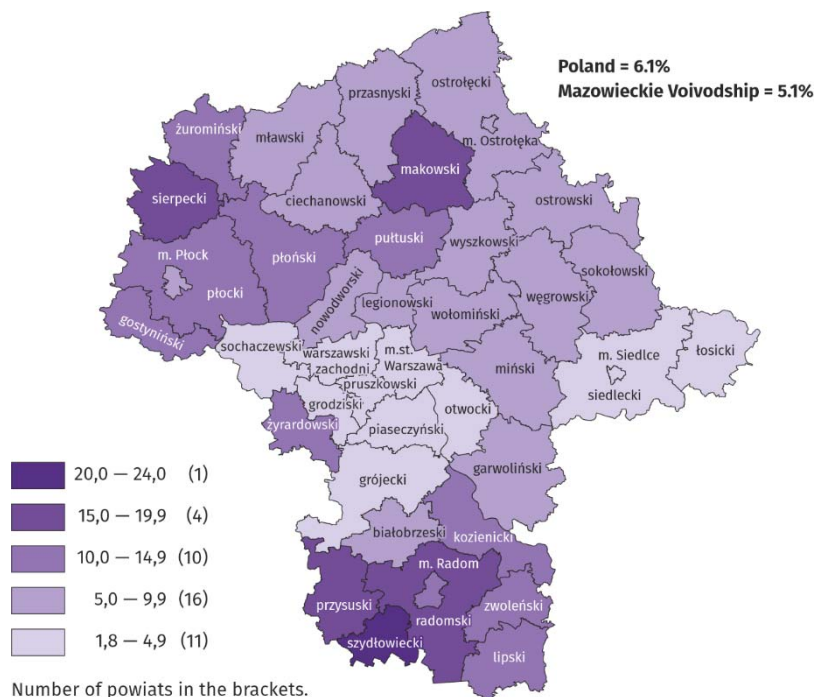 Poland = 6.1%
Mazowieckie Voivodship = 5.1%
ostrołęcki
przasnyski
żuromiński
mławski
m. Ostrołęka
makowski
sierpecki
ciechanowski
ostrowski
pułtuski
wyszkowski
m. Płock
płoński
sokołowski
płocki
nowodworski
legionowski
węgrowski
wołomiński
gostyniński
sochaczewski
warszawski
zachodni
m.st.
Warszawa
miński
m. Siedlce
łosicki
pruszkowski
siedlecki
grodziski
otwocki
żyrardowski
piaseczyński
garwoliński
grójecki
białobrzeski
kozienicki
m. Radom
przysuski
zwoleński
radomski
szydłowiecki
lipski
20,0 — 24,0 (1)
15,0 — 19,9 (4)
10,0 — 14,9 (10)
5,0 — 9,9 (16)
1,8 — 4,9 (11)
Number of powiats in the brackets.